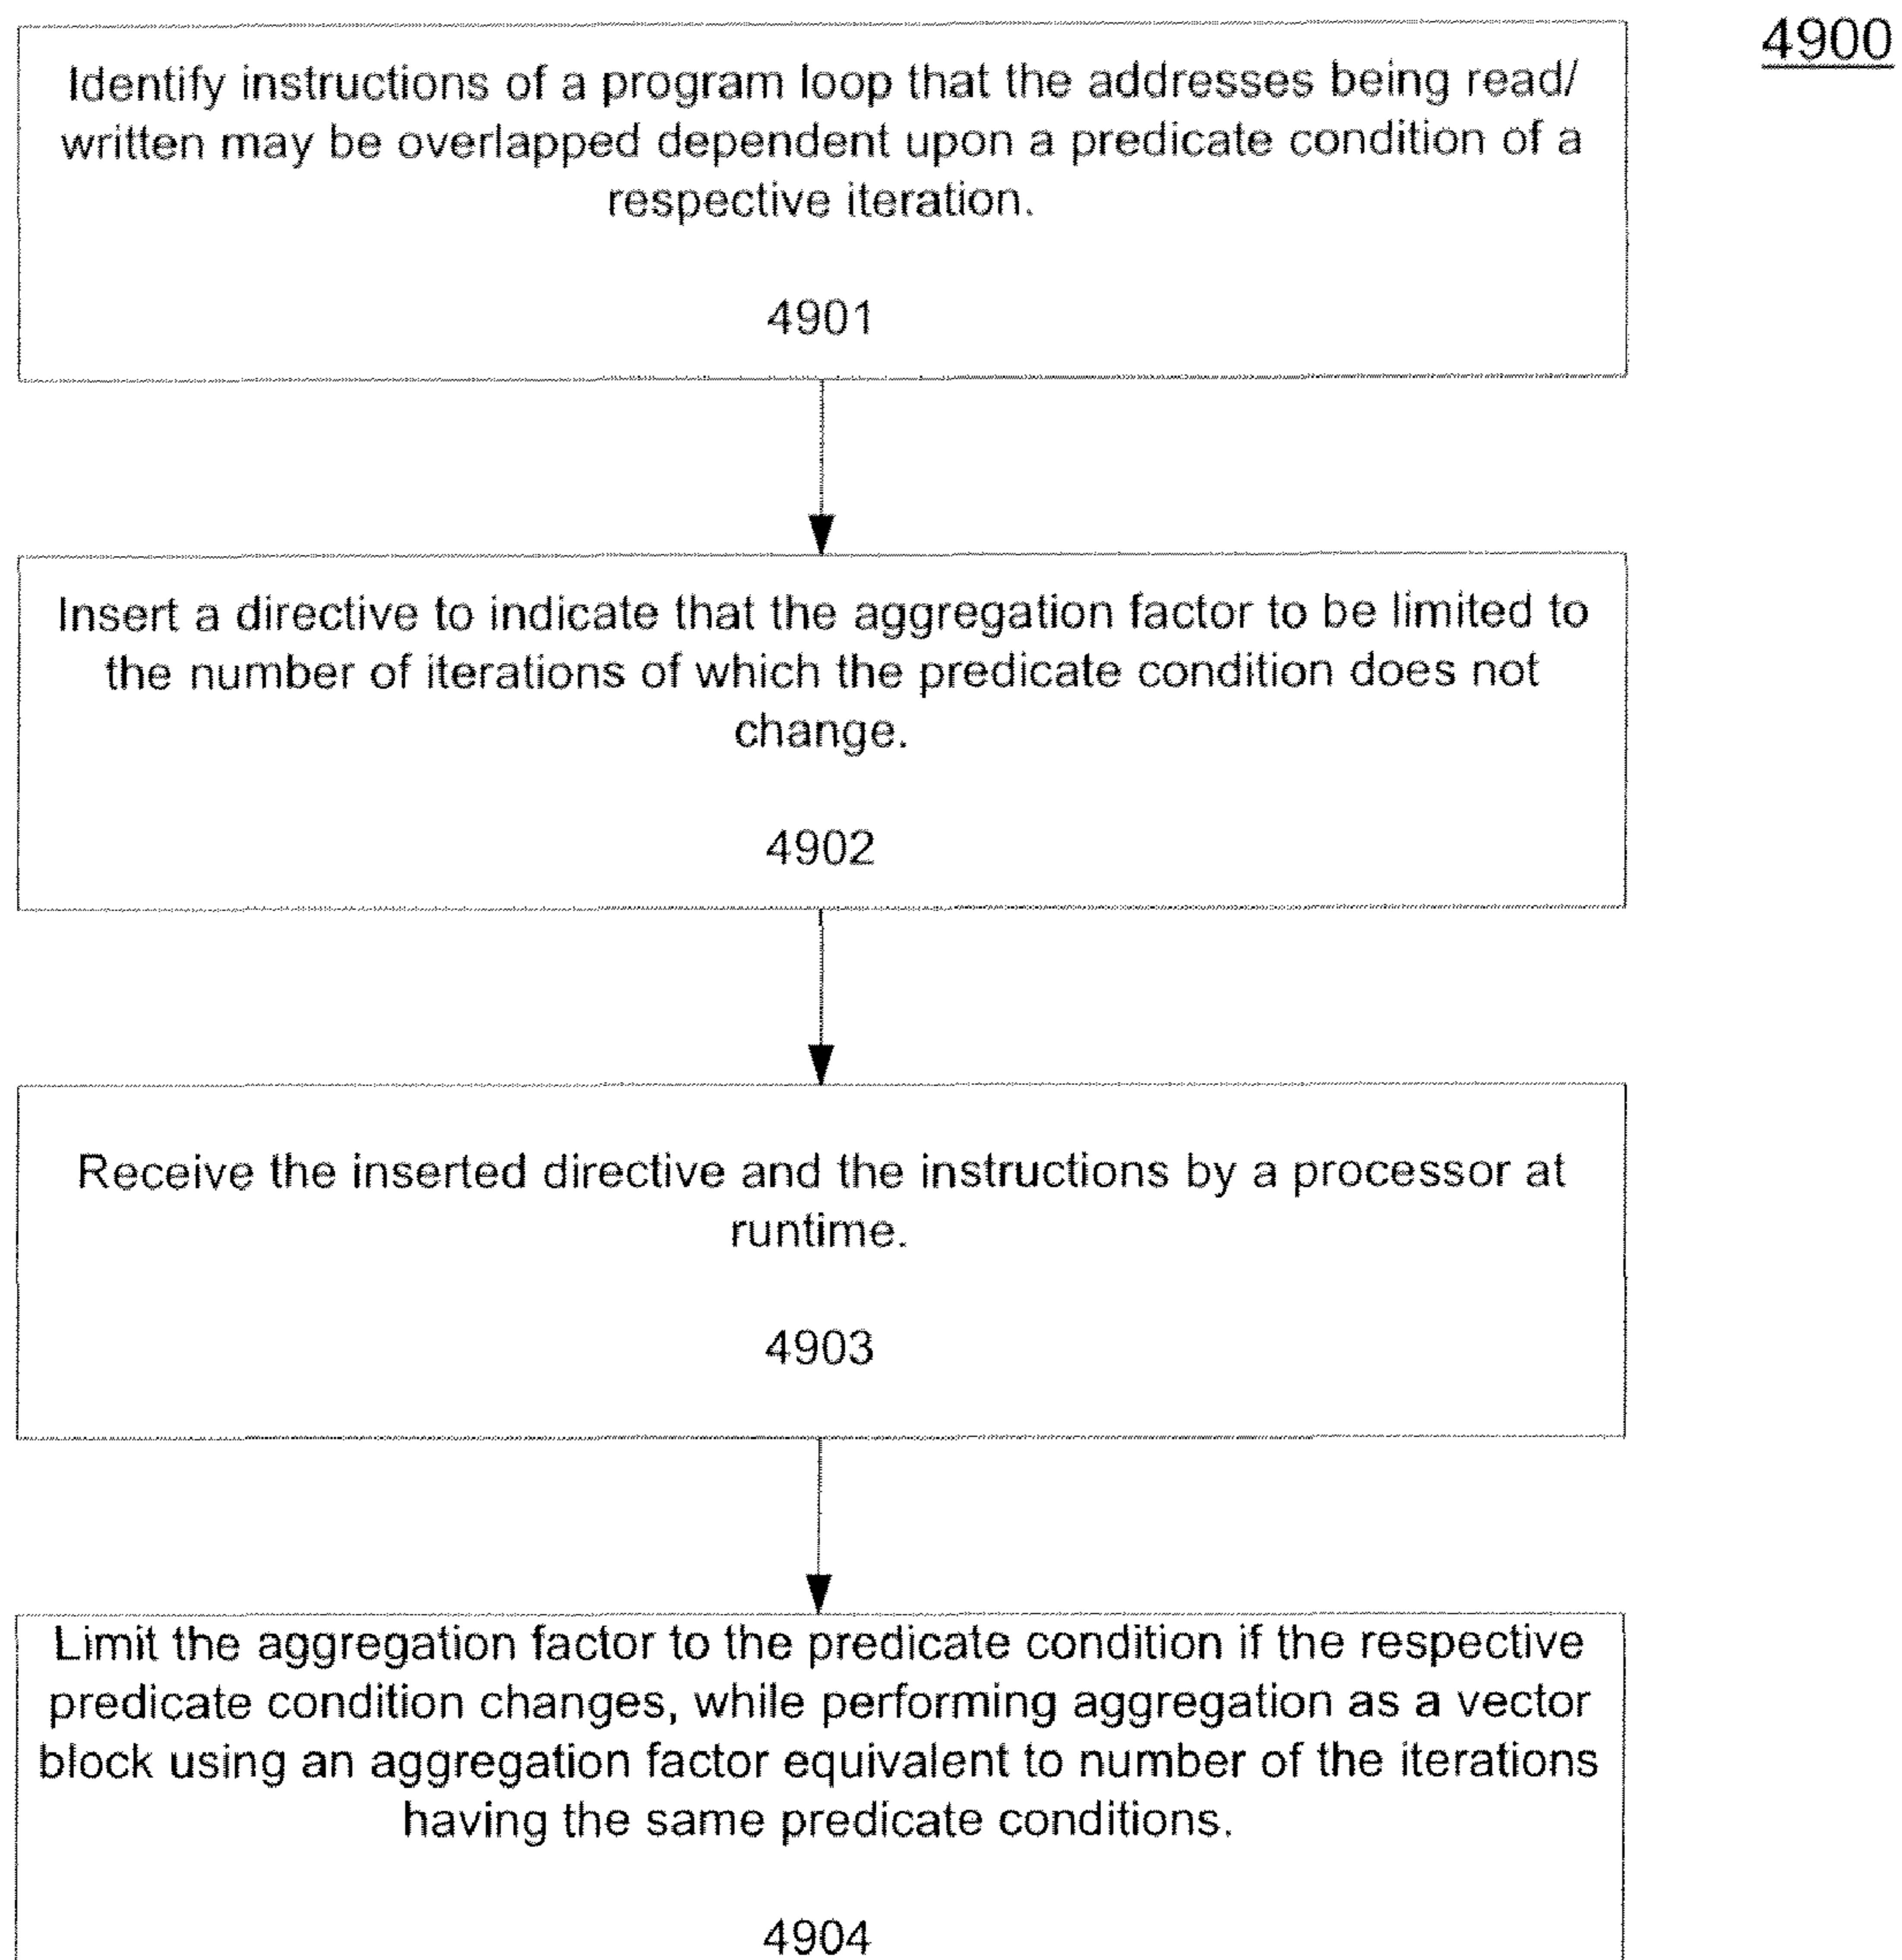 4900
Identify instructions of a program loop that the addresses being read/
written may be overlapped dependent upon a predicate condition of a
respective iteration.
4901
Insert a directive to indicate that the aggregation factor to be limited to
the number of iterations of which the predicate condition does not
change.
4902
Receive the inserted directive and the instructions by a processor at
runtime.
4903
Limit the aggregation factor to the predicate condition if the respective
predicate condition changes, while performing aggregation as a vector
block using an aggregation factor equivalent to number of the iterations
having the same predicate conditions.
4904